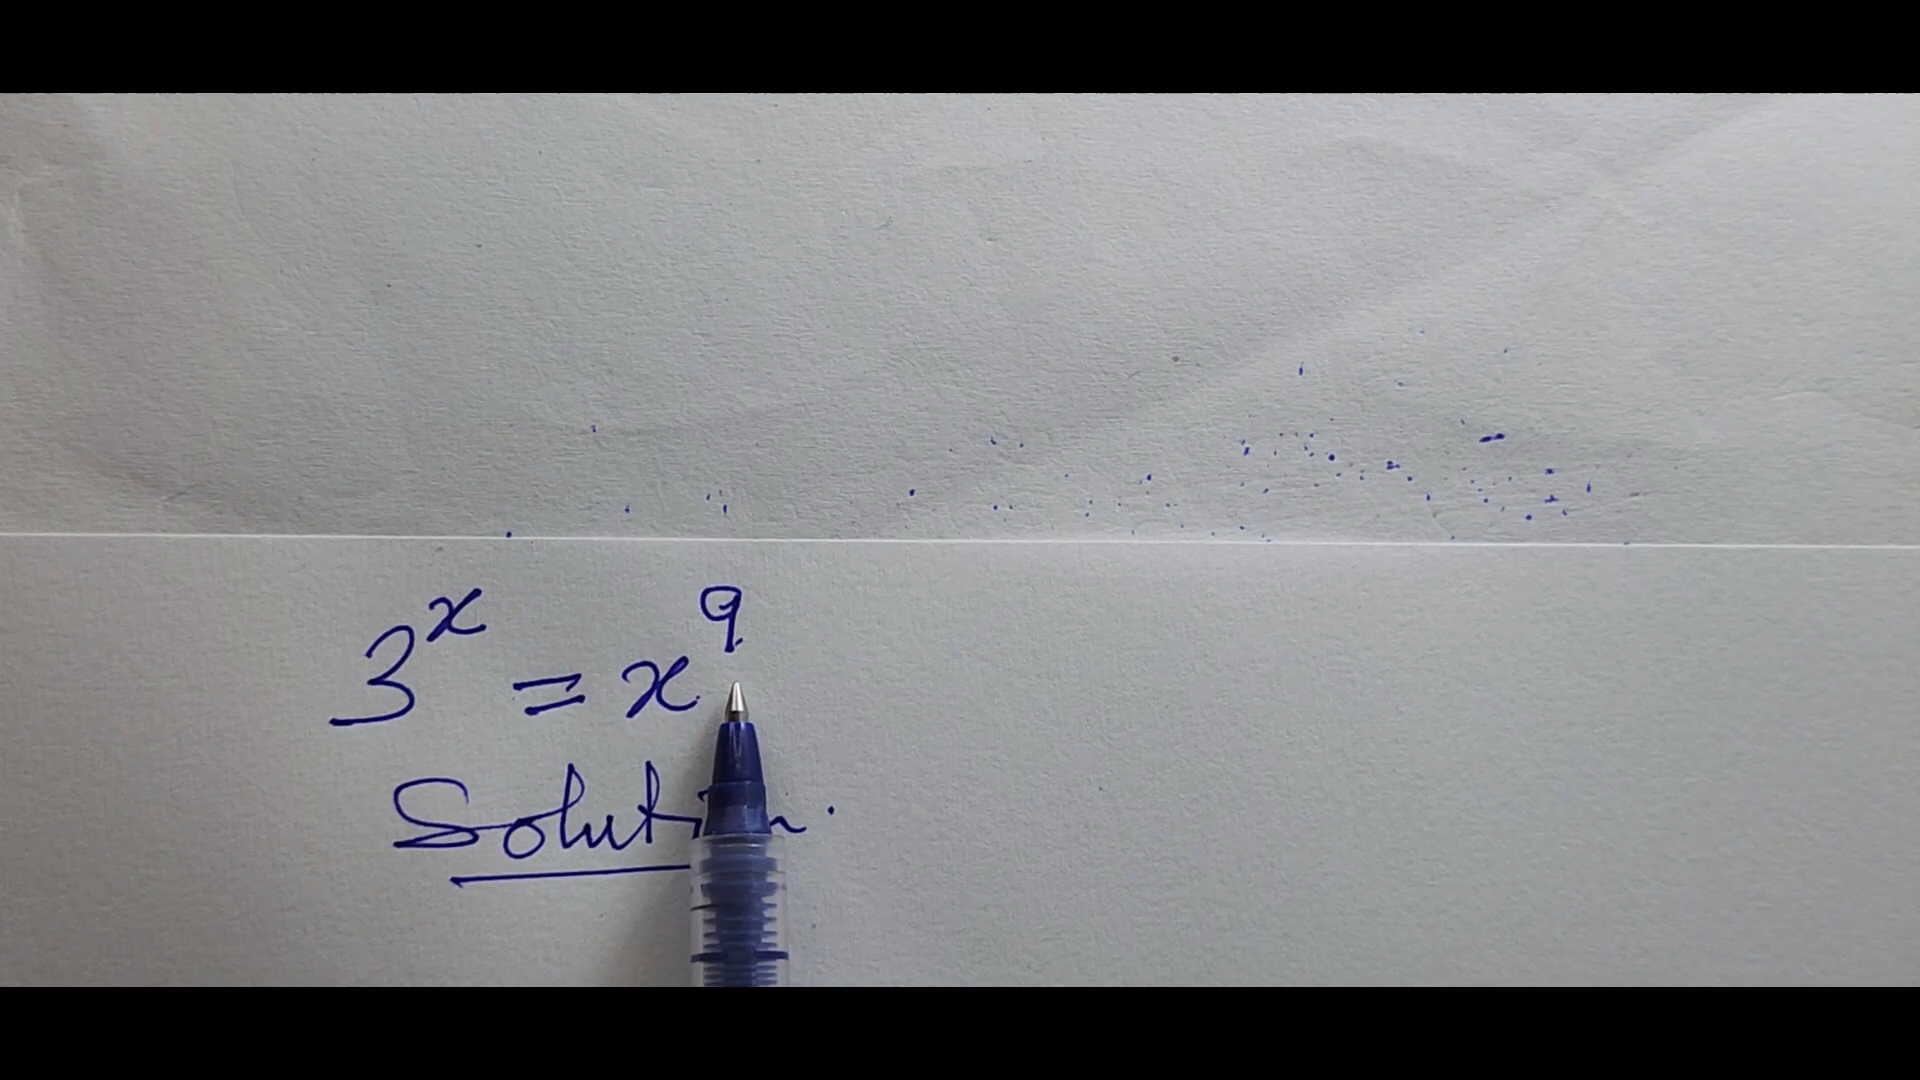 3^x = x^9
Solution.